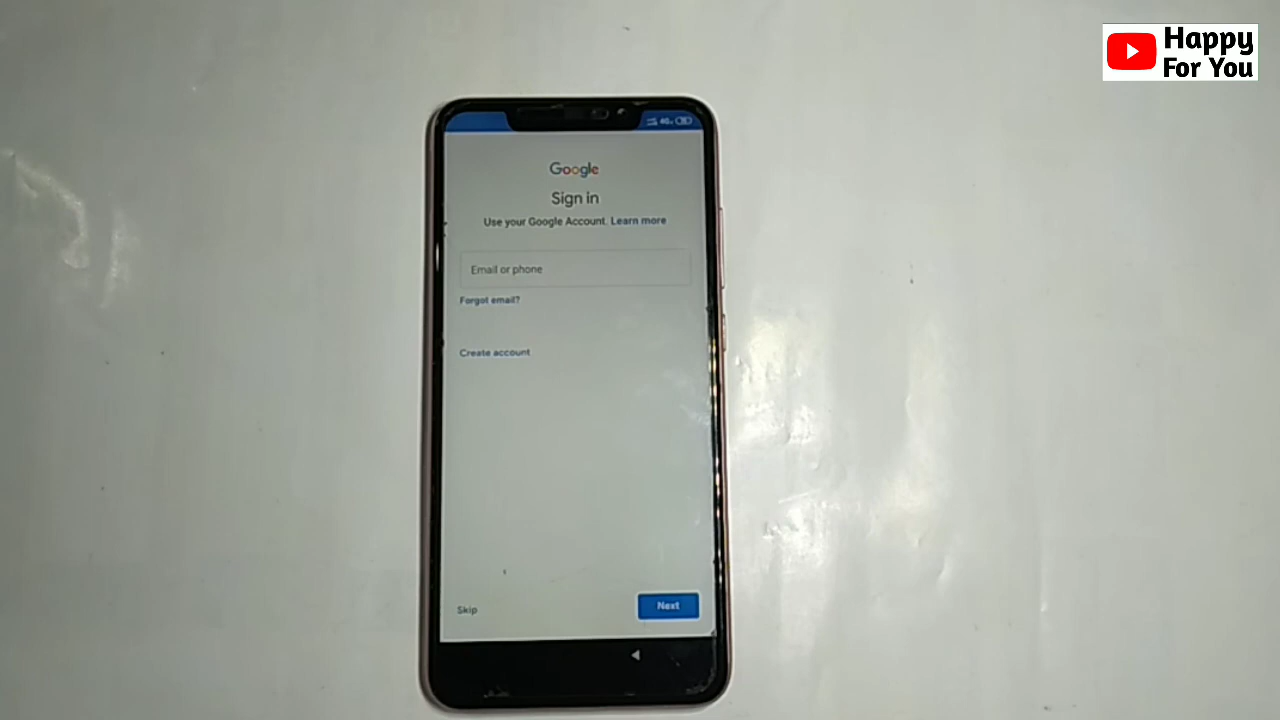 Happy
For You
4G
Google
Sign in
Use your Google Account. Learn more
Email or phone
Forgot email?
Create account
Skip
Next